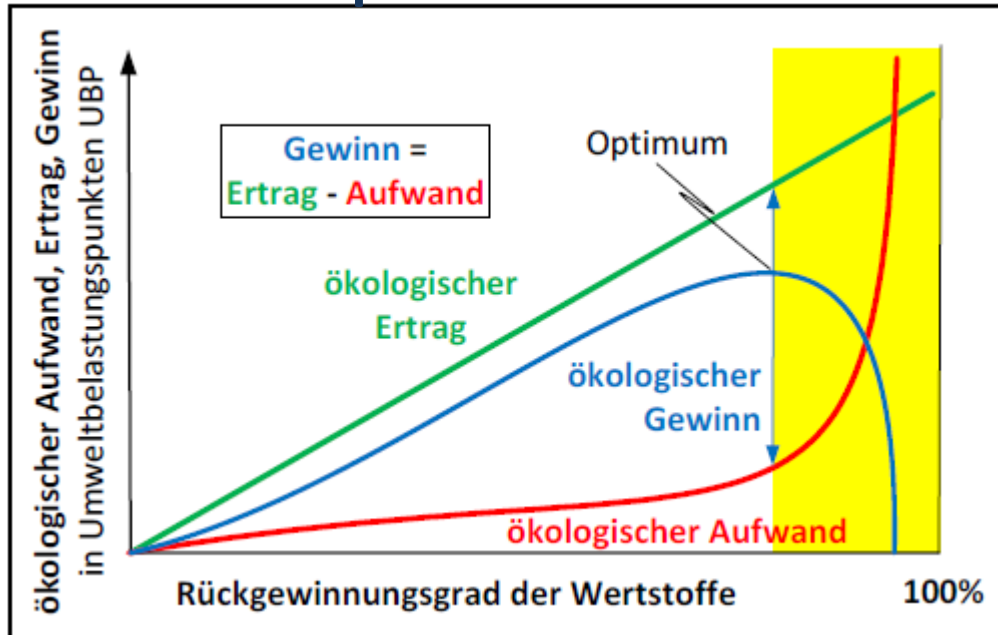 ökologischer Aufwand, Ertrag, Gewinn
in Umweltbelastungspunkten UBP
Gewinn =
Ertrag - Aufwand
Optimum
ökologischer
Ertrag
ökologischer
Gewinn
ökologischer Aufwand
Rückgewinnungsgrad der Wertstoffe
100%